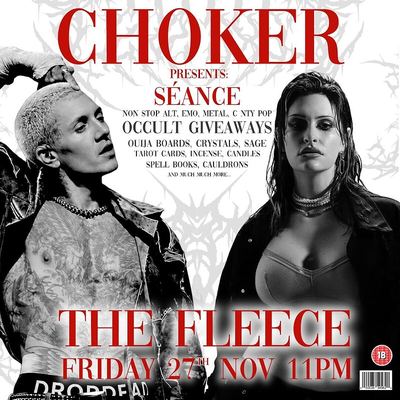 CHOKER
PRESENTS:
SÉANCE
NON STOP ALT, EMO, METAL, C NTY POP
OCCULT GIVEAWAYS
OUIJA BOARDS, CRYSTALS, SAGE
TAROT CARDS, INCENSE, CANDLES
SPELL BOOKS, CAULDRONS
AND MUCH MUCH MORE...
THE FLEECE
FRIDAY 27TH NOV 11PM
DROPDEAD
18